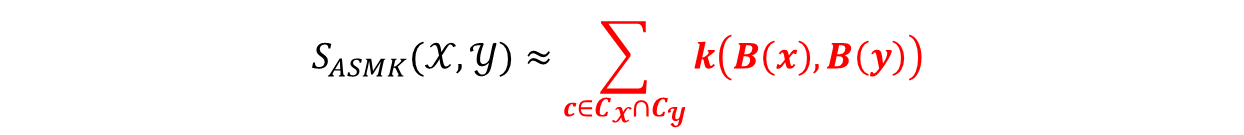 S_{ASMK}(𝒳, 𝒴) ≈ ∑_{c∈C_𝒳∩C_𝒴} k(B(x), B(y))